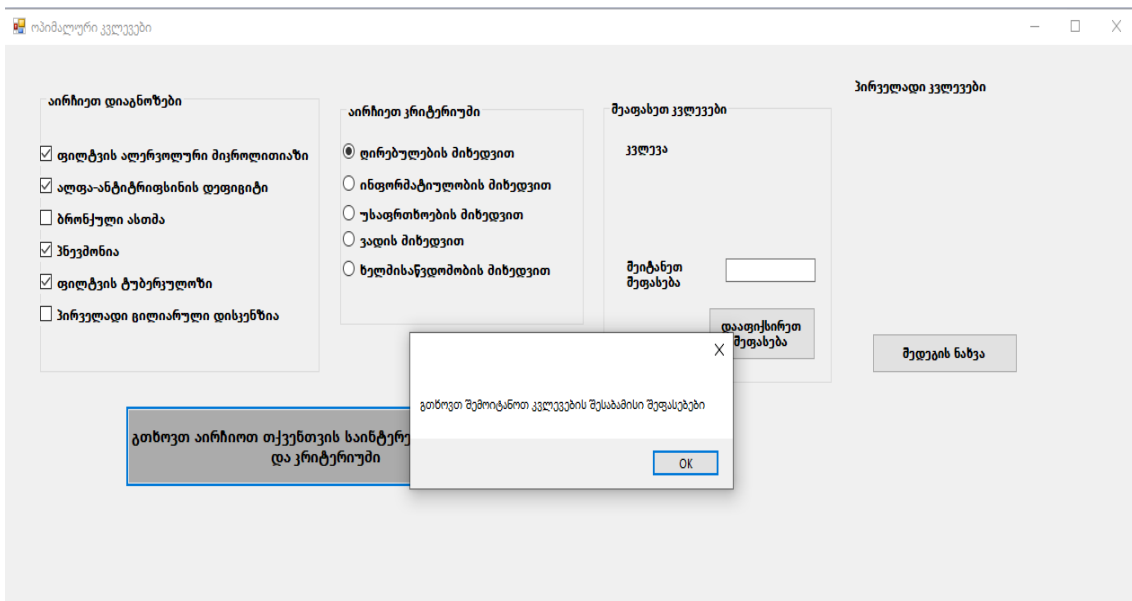 ოპიმალური კვლევები
აირჩიეთ დიაგნოზები
ფილტვის ალერვოლური მიკროლითიაზი
ალფა-ანტიტრიფსინის დეფიციტი
ბრონქული ასთმა
პნევმონია
ფილტვის ტუბერკულოზი
პირველადი ცილიარული დისკენზია
აირჩიეთ კრიტერიუმი
ღირებულების მიხედვით
ინფორმატიულობის მიხედვით
უსაფრთხოების მიხედვით
ვადის მიხედვით
ხელმისაწვდომობის მიხედვით
შეაფასეთ კვლევები
კვლევა
შეიტანეთ
შეფასება
დააფიქსირეთ
შეფასება
პირველადი კვლევები
შედეგის ნახვა
გთხოვთ აირჩიოთ თქვენთვის
და კრიტერიუმი
გთხოვთ შემოიტანოთ კვლევების შესაბამისი შეფასებები
OK